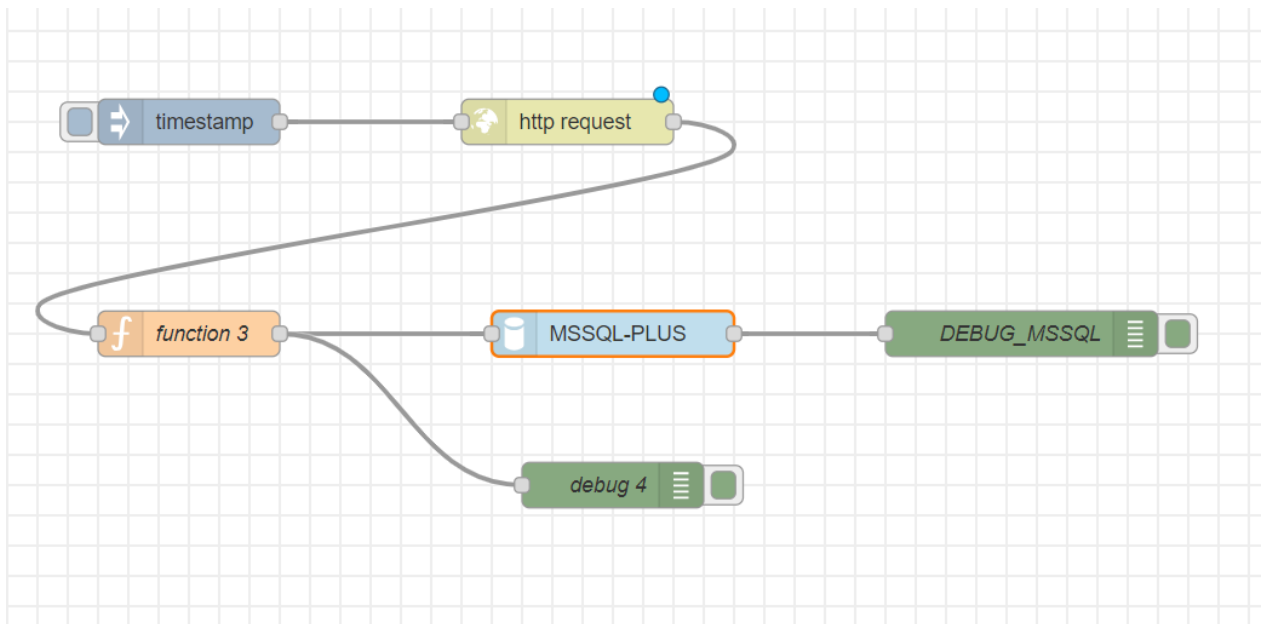 timestamp
http request
function 3
MSSQL-PLUS
DEBUG_MSSQL
debug 4